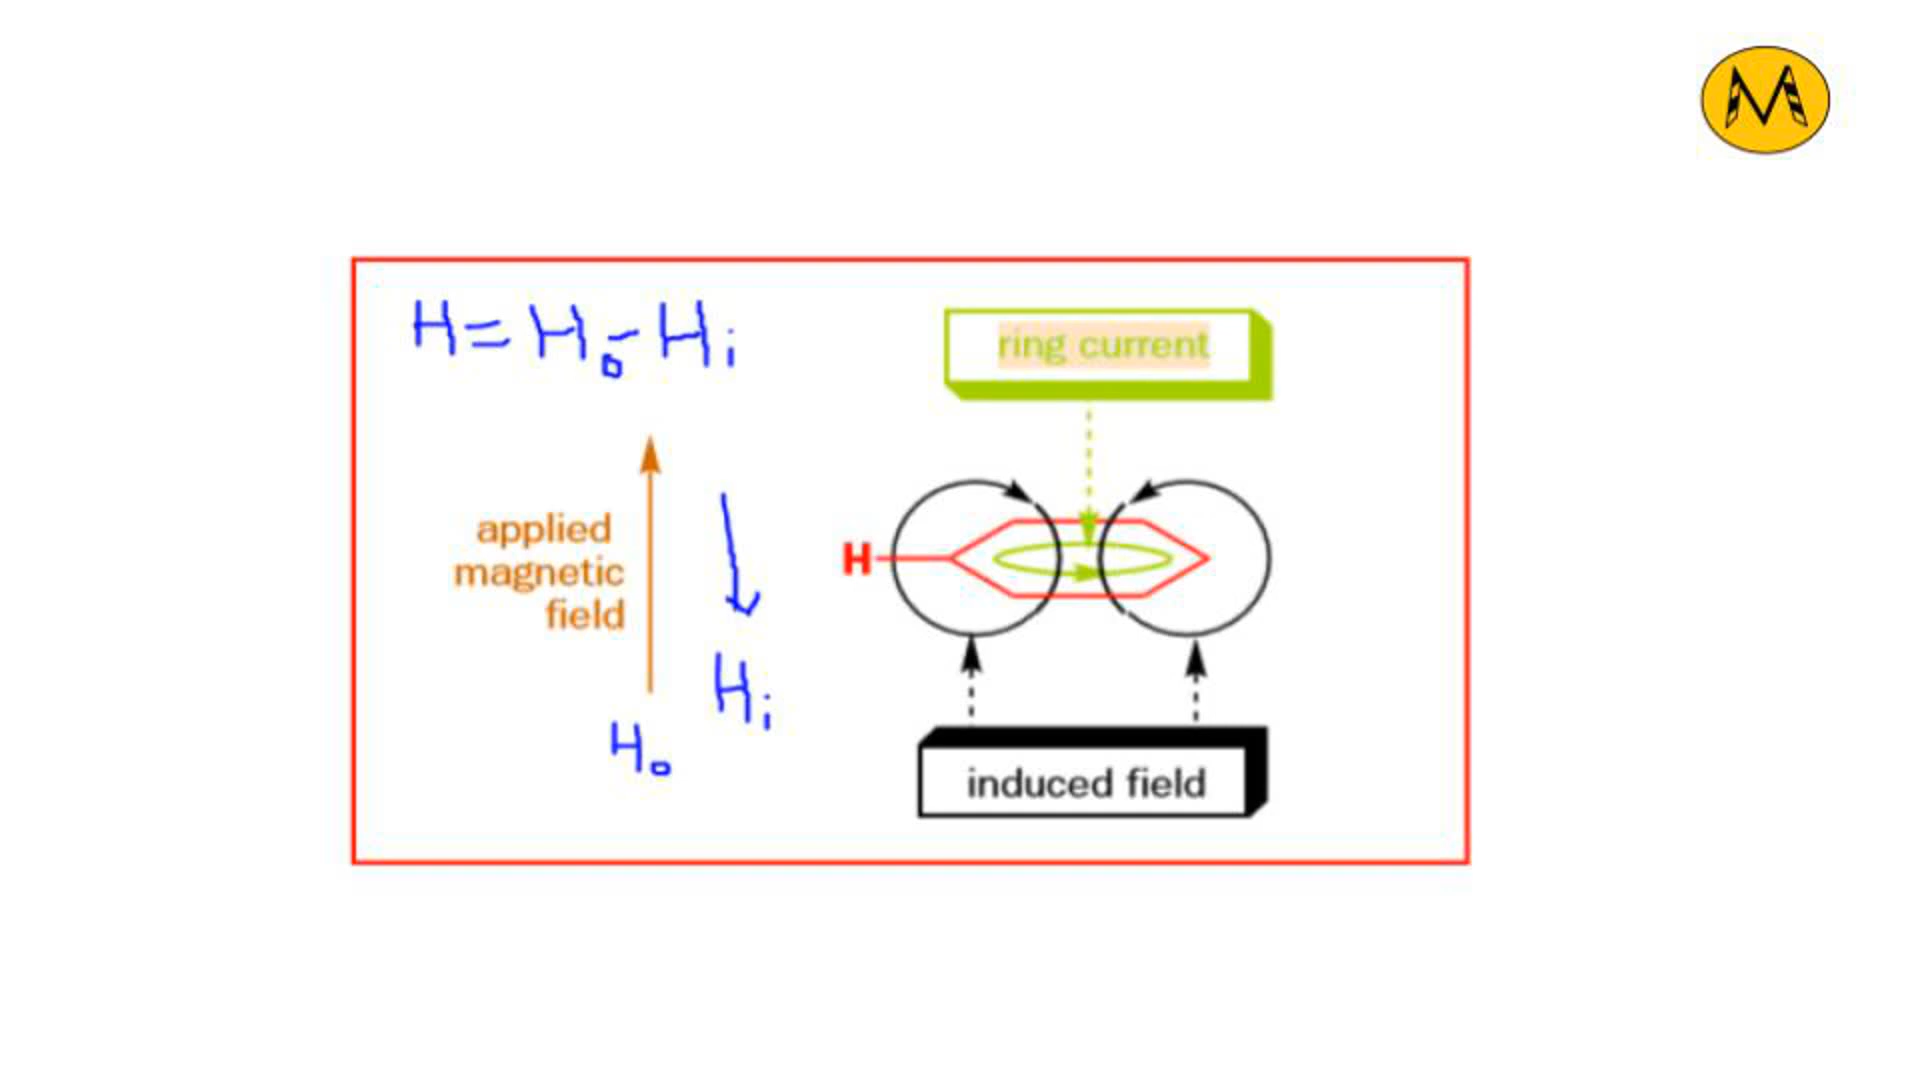 M
H=H₀-Hᵢ
ring current
applied
magnetic
field
H
Hᵢ
H₀
induced field